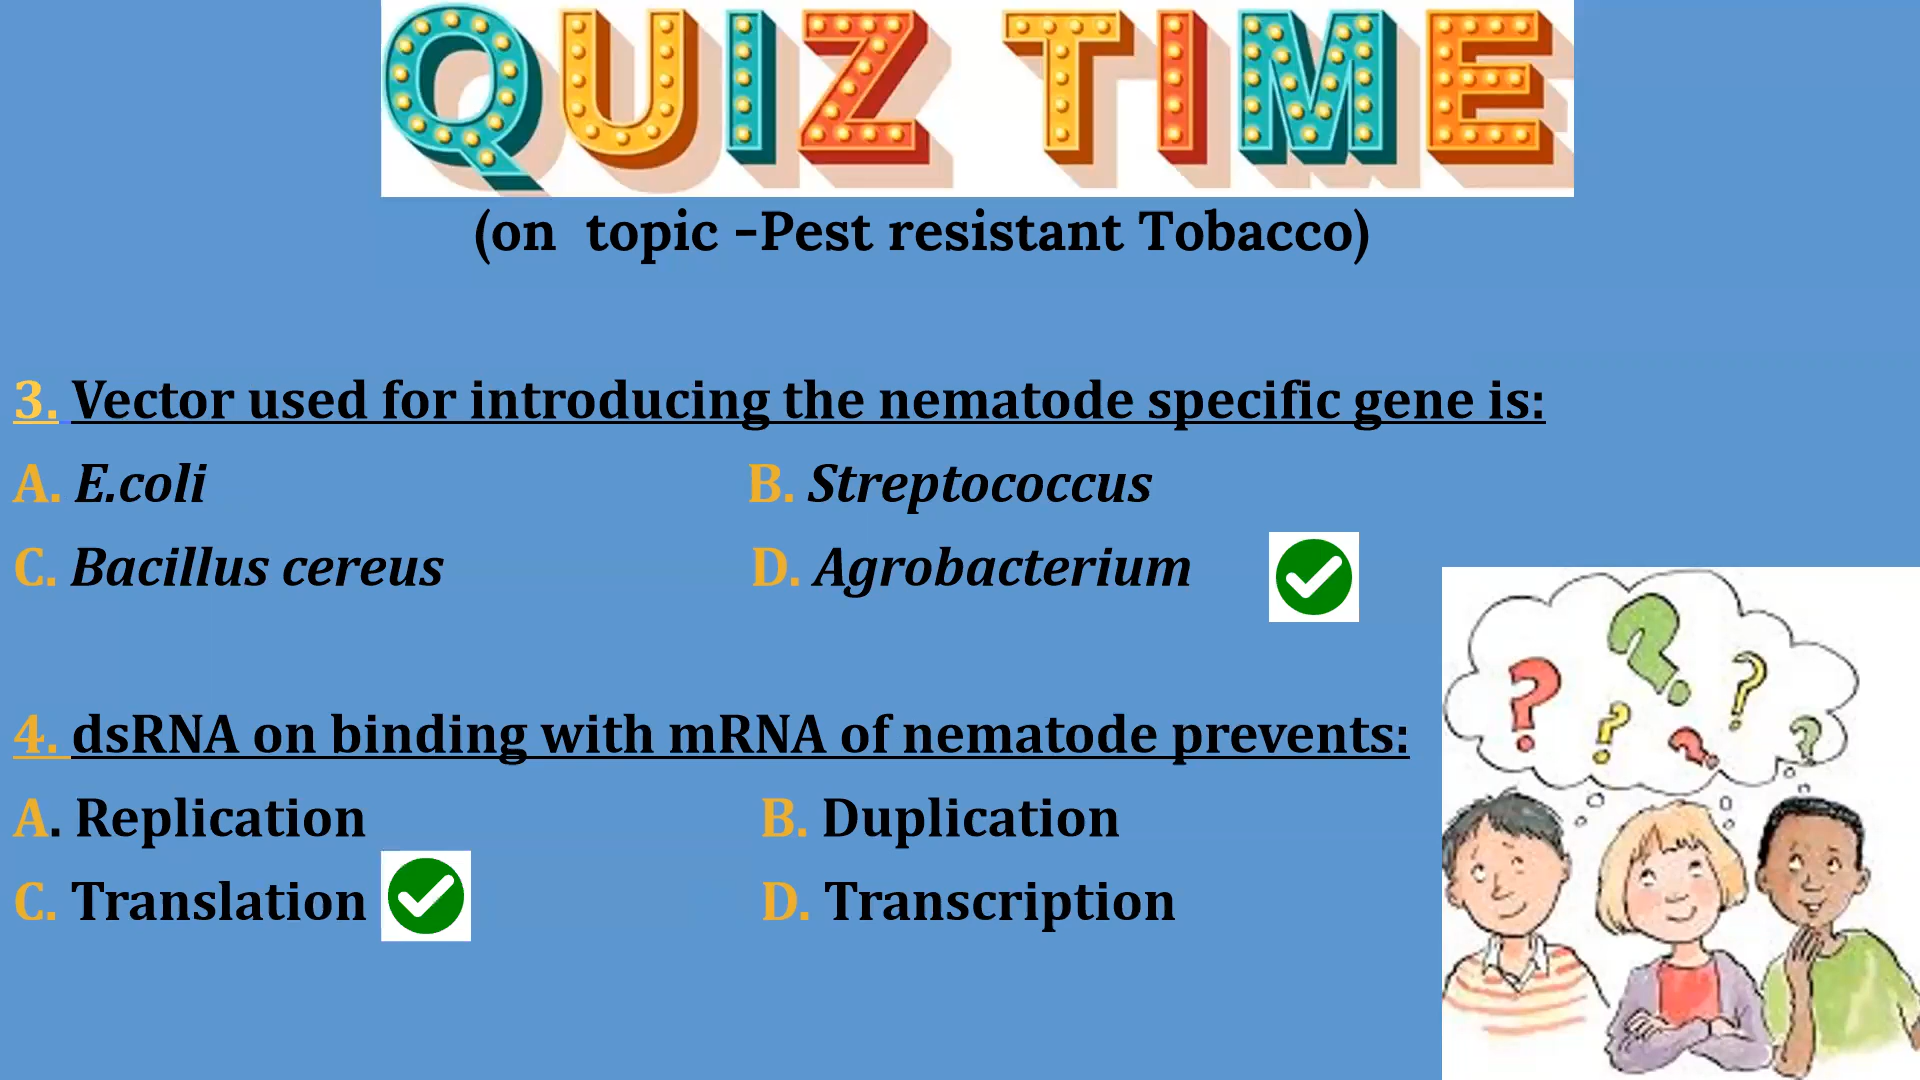 QUIZ TIME
(on topic -Pest resistant Tobacco)
3. Vector used for introducing the nematode specific gene is:
A. E.coli B. Streptococcus
C. Bacillus cereus D. Agrobacterium
4. dsRNA on binding with mRNA of nematode prevents:
A. Replication B. Duplication
C. Translation D. Transcription